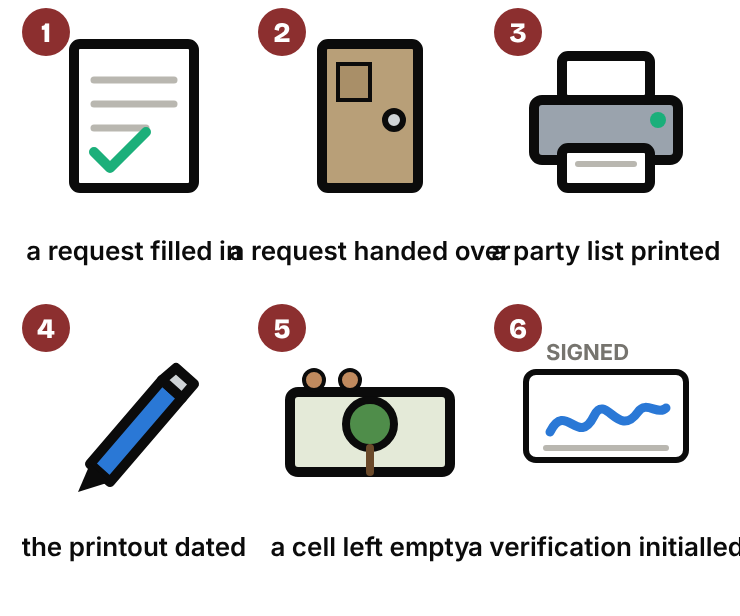 1
2
3
a request filled in
a request handed over
a party list printed
4
5
6
SIGNED
the printout dated
a cell left empty
a verification initialled